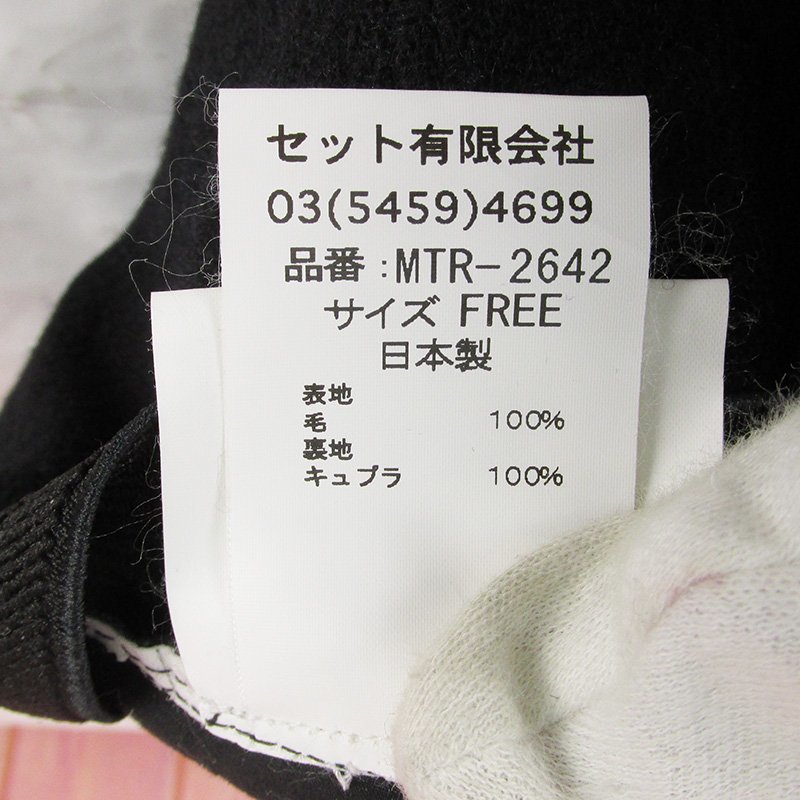 セット有限会社
03(5459)4699
品番:MTR-2642
サイズ FREE
日本製
表地
毛 100%
裏地
キュプラ 100%